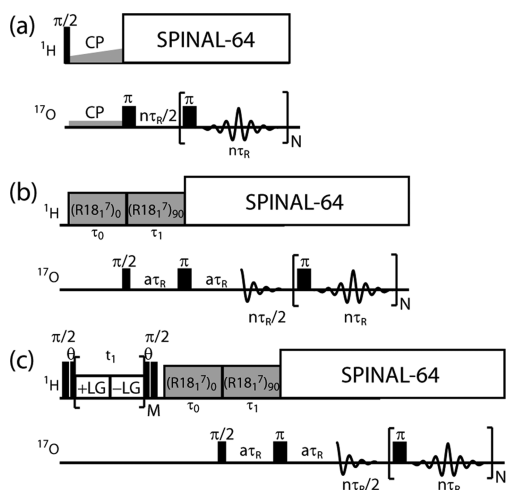 (a)
π/2
¹H CP SPINAL-64
¹⁷O CP π nτR/2 π
nτR N
(b)
¹H (R18₁⁷)₀ (R18₁⁷)₉₀ SPINAL-64
τ₀ τ₁
¹⁷O π/2 aτR π aτR π
nτR/2 nτR N
(c)
π/2 θ t₁ π/2 θ
¹H +LG −LG (R18₁⁷)₀ (R18₁⁷)₉₀ SPINAL-64
M τ₀ τ₁
¹⁷O π/2 aτR π aτR π
nτR/2 nτR N